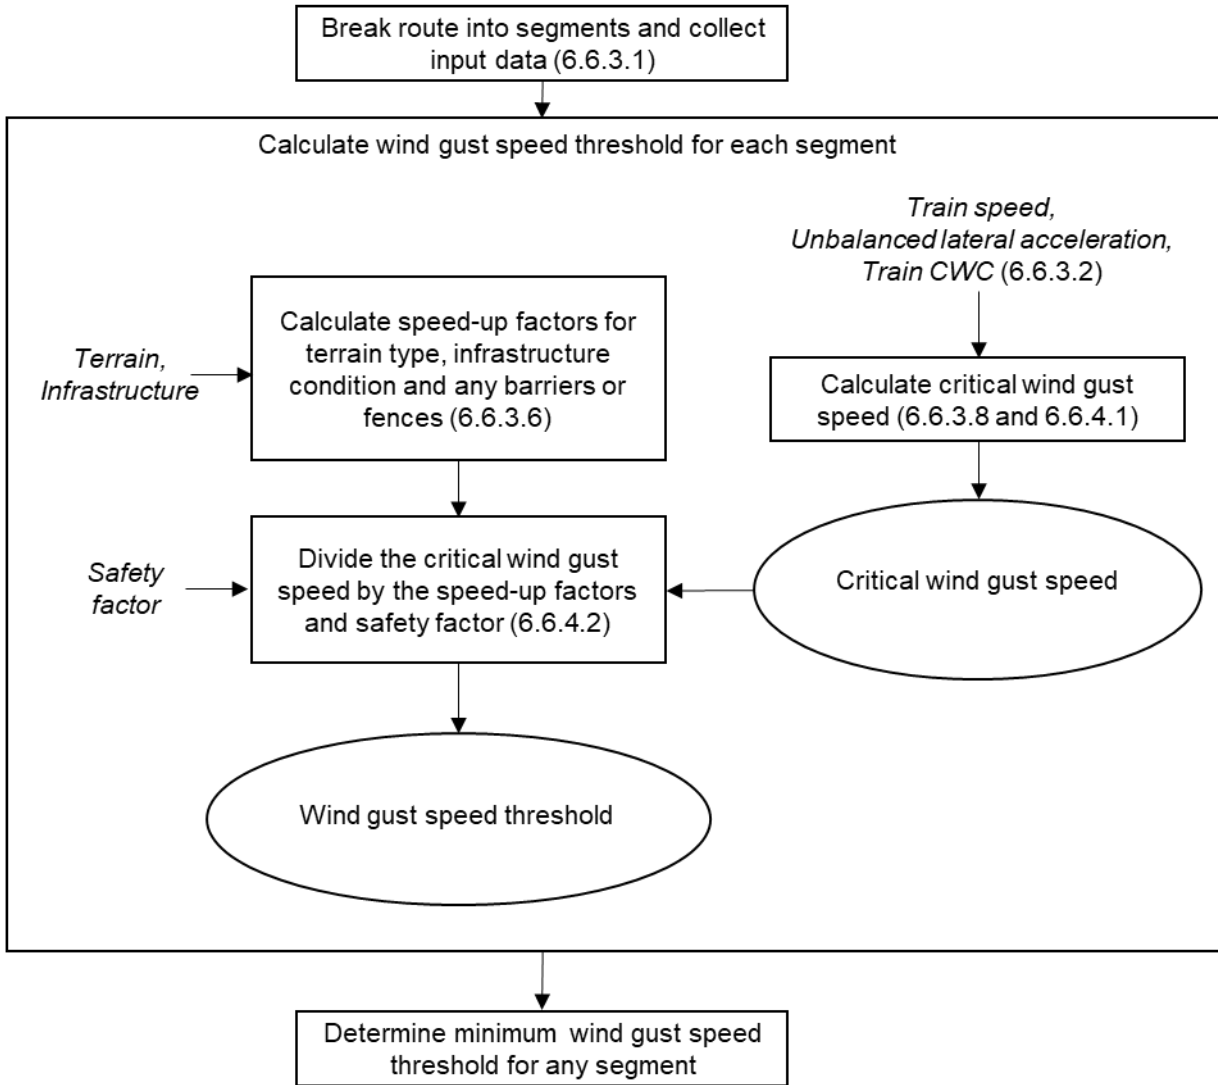 Break route into segments and collect
input data (6.6.3.1)
Calculate wind gust speed threshold for each segment
Train speed,
Unbalanced lateral acceleration,
Train CWC (6.6.3.2)
Calculate speed-up factors for
terrain type, infrastructure
condition and any barriers or
fences (6.6.3.6)
Terrain,
Infrastructure
Calculate critical wind gust
speed (6.6.3.8 and 6.6.4.1)
Safety
factor
Divide the critical wind gust
speed by the speed-up factors
and safety factor (6.6.4.2)
Critical wind gust speed
Wind gust speed threshold
Determine minimum wind gust speed
threshold for any segment